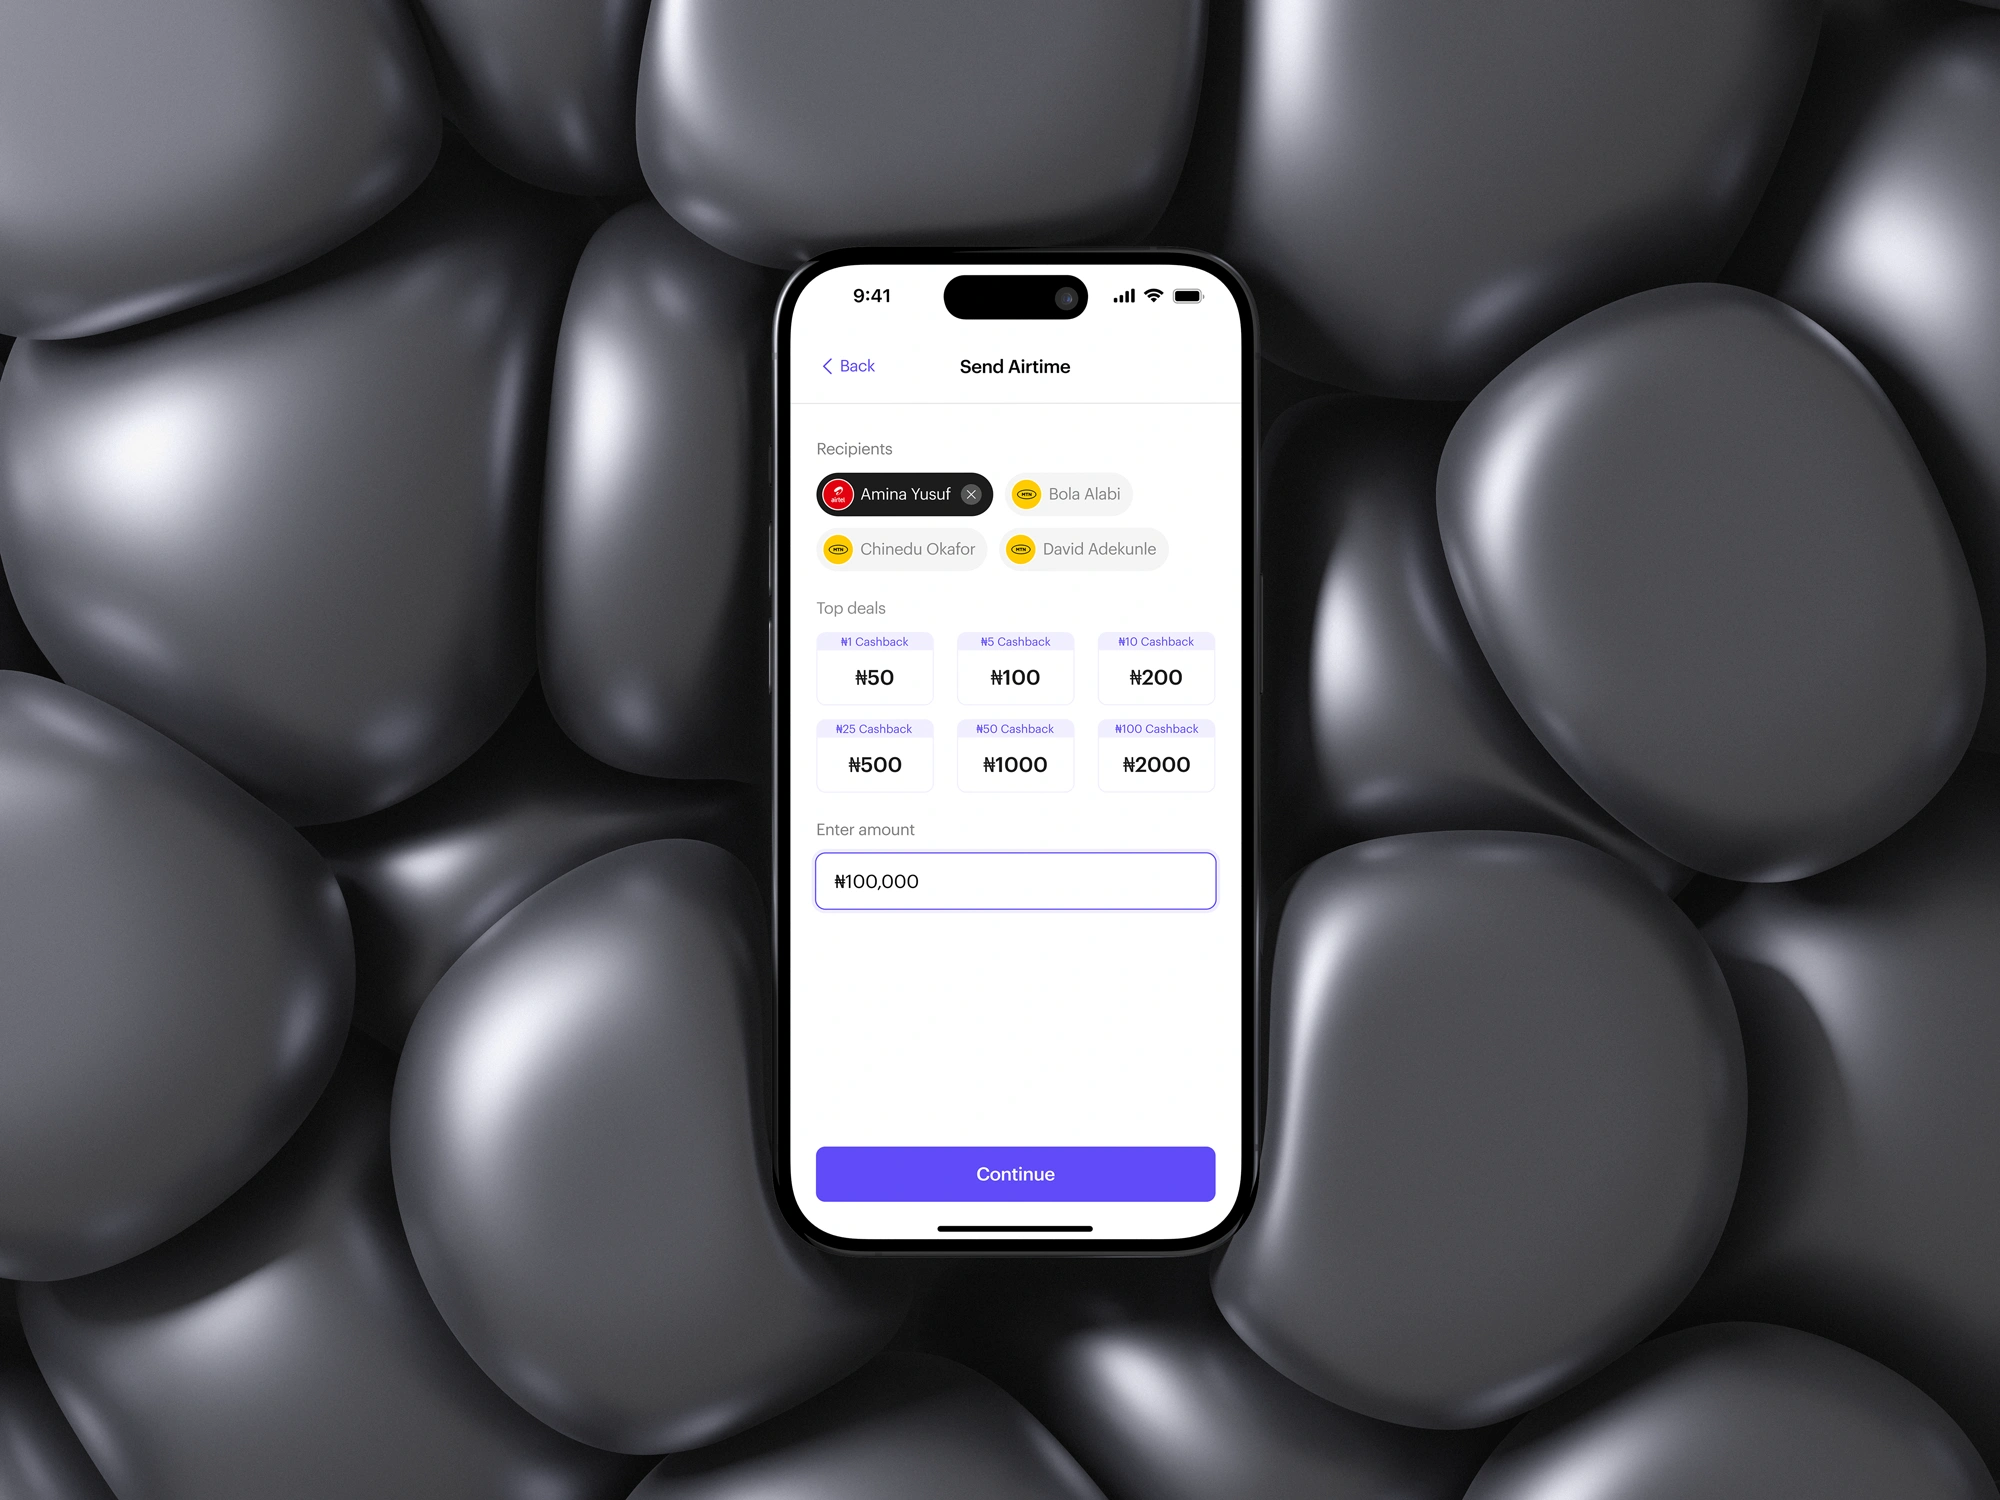 9:41
Back
Send Airtime
Recipients
airtel Amina Yusuf
MTN Bola Alabi
MTN Chinedu Okafor
MTN David Adekunle
Top deals
₦1 Cashback
₦50
₦5 Cashback
₦100
₦10 Cashback
₦200
₦25 Cashback
₦500
₦50 Cashback
₦1000
₦100 Cashback
₦2000
Enter amount
₦100,000
Continue